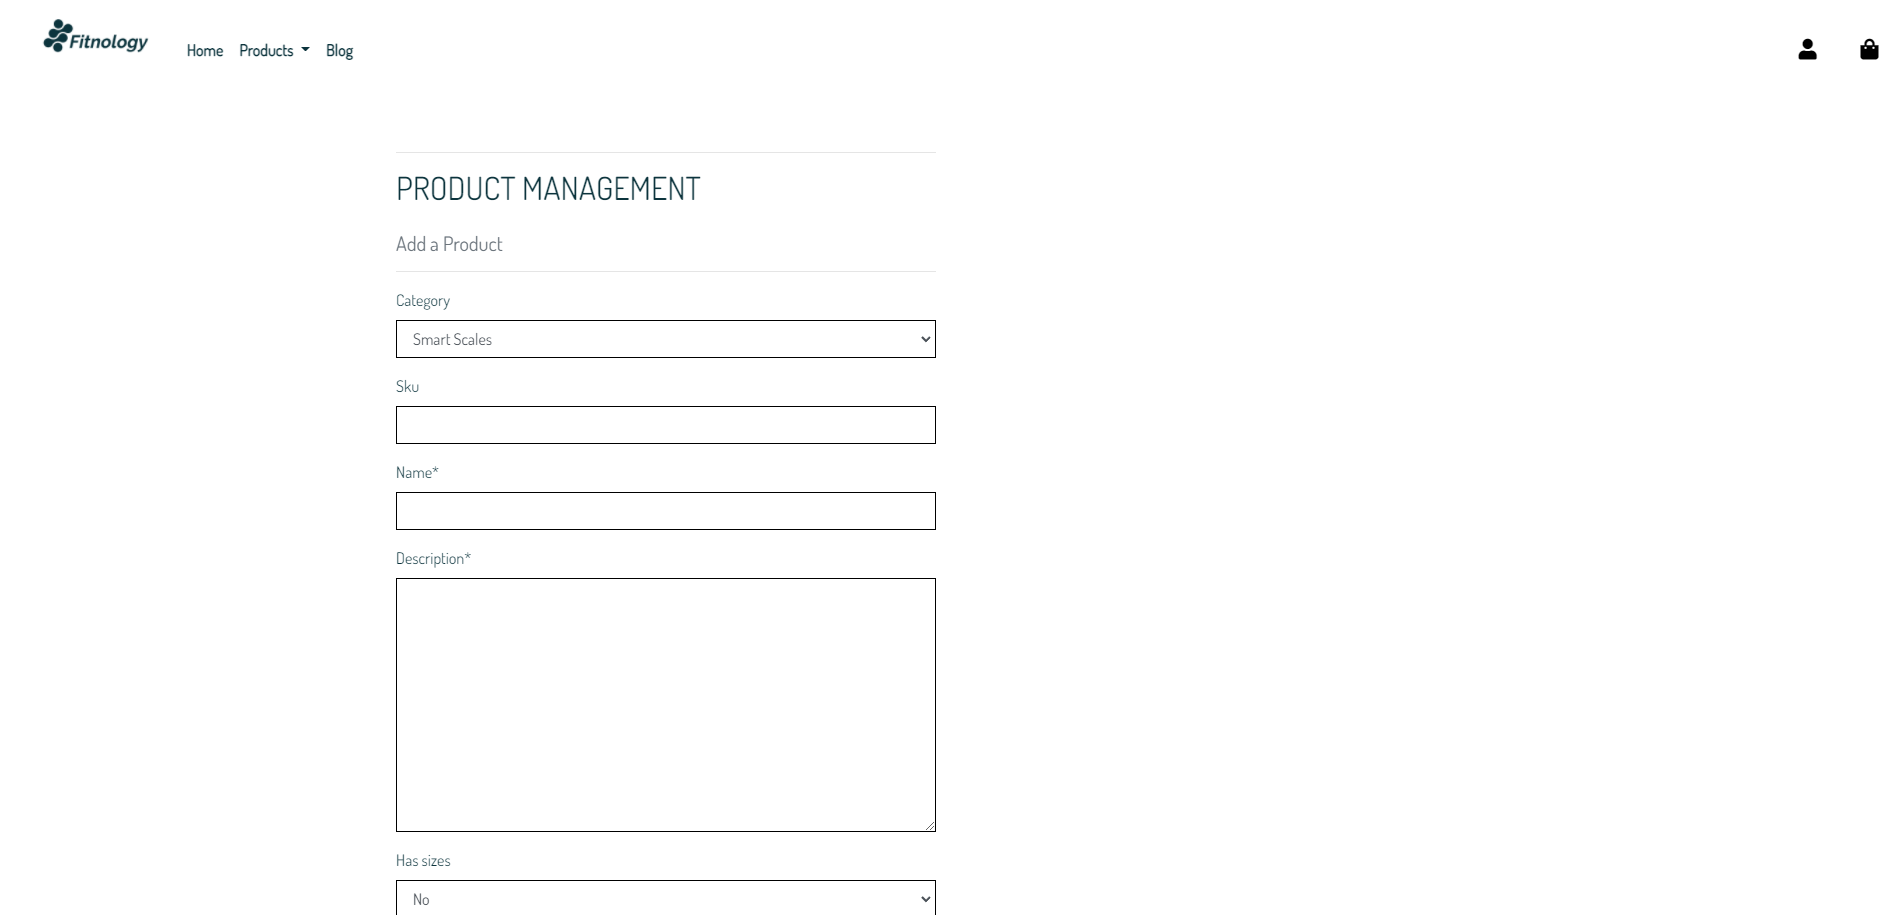 Fitnology
Home Products Blog
PRODUCT MANAGEMENT
Add a Product
Category
Smart Scales
Sku
Name*
Description*
Has sizes
No